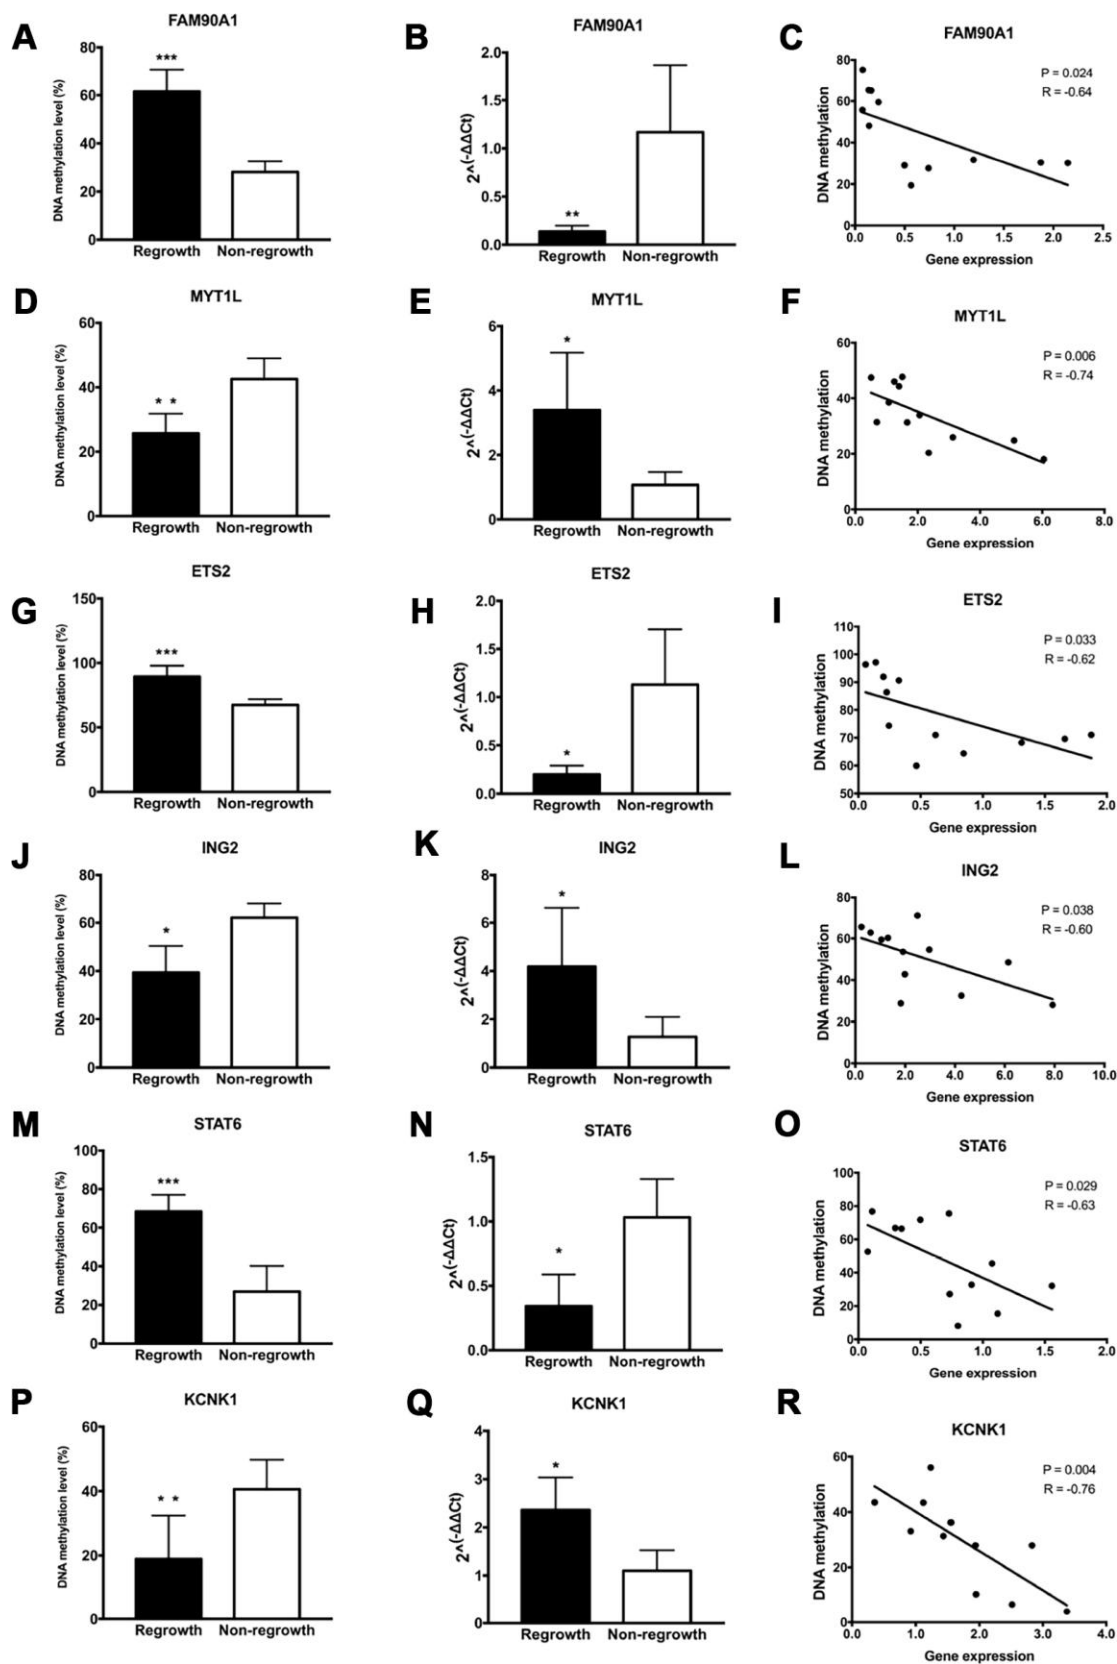 A
FAM90A1
DNA methylation level (%)
80
60
40
20
0
***
Regrowth Non-regrowth
B
FAM90A1
2^(-ΔΔCt)
2.0
1.5
1.0
0.5
0.0
**
Regrowth Non-regrowth
C
FAM90A1
P = 0.024
R = -0.64
DNA methylation
80
60
40
20
0
0.0 0.5 1.0 1.5 2.0 2.5
Gene expression
D
MYT1L
DNA methylation level (%)
60
40
20
0
* *
Regrowth Non-regrowth
E
MYT1L
2^(-ΔΔCt)
6
4
2
0
*
Regrowth Non-regrowth
F
MYT1L
P = 0.006
R = -0.74
DNA methylation
60
40
20
0
0.0 2.0 4.0 6.0 8.0
Gene expression
G
ETS2
DNA methylation level (%)
150
100
50
0
***
Regrowth Non-regrowth
H
ETS2
2^(-ΔΔCt)
2.0
1.5
1.0
0.5
0.0
*
Regrowth Non-regrowth
I
ETS2
P = 0.033
R = -0.62
DNA methylation
110
100
90
80
70
60
50
0.0 0.5 1.0 1.5 2.0
Gene expression
J
ING2
DNA methylation level (%)
80
60
40
20
0
*
Regrowth Non-regrowth
K
ING2
2^(-ΔΔCt)
8
6
4
2
0
*
Regrowth Non-regrowth
L
ING2
P = 0.038
R = -0.60
DNA methylation
80
60
40
20
0
0.0 2.0 4.0 6.0 8.0 10.0
Gene expression
M
STAT6
DNA methylation level (%)
100
80
60
40
20
0
***
Regrowth Non-regrowth
N
STAT6
2^(-ΔΔCt)
1.5
1.0
0.5
0.0
*
Regrowth Non-regrowth
O
STAT6
P = 0.029
R = -0.63
DNA methylation
100
80
60
40
20
0
0.0 0.5 1.0 1.5 2.0
Gene expression
P
KCNK1
DNA methylation level (%)
60
40
20
0
* *
Regrowth Non-regrowth
Q
KCNK1
2^(-ΔΔCt)
4
3
2
1
0
*
Regrowth Non-regrowth
R
KCNK1
P = 0.004
R = -0.76
DNA methylation
60
40
20
0
0.0 1.0 2.0 3.0 4.0
Gene expression